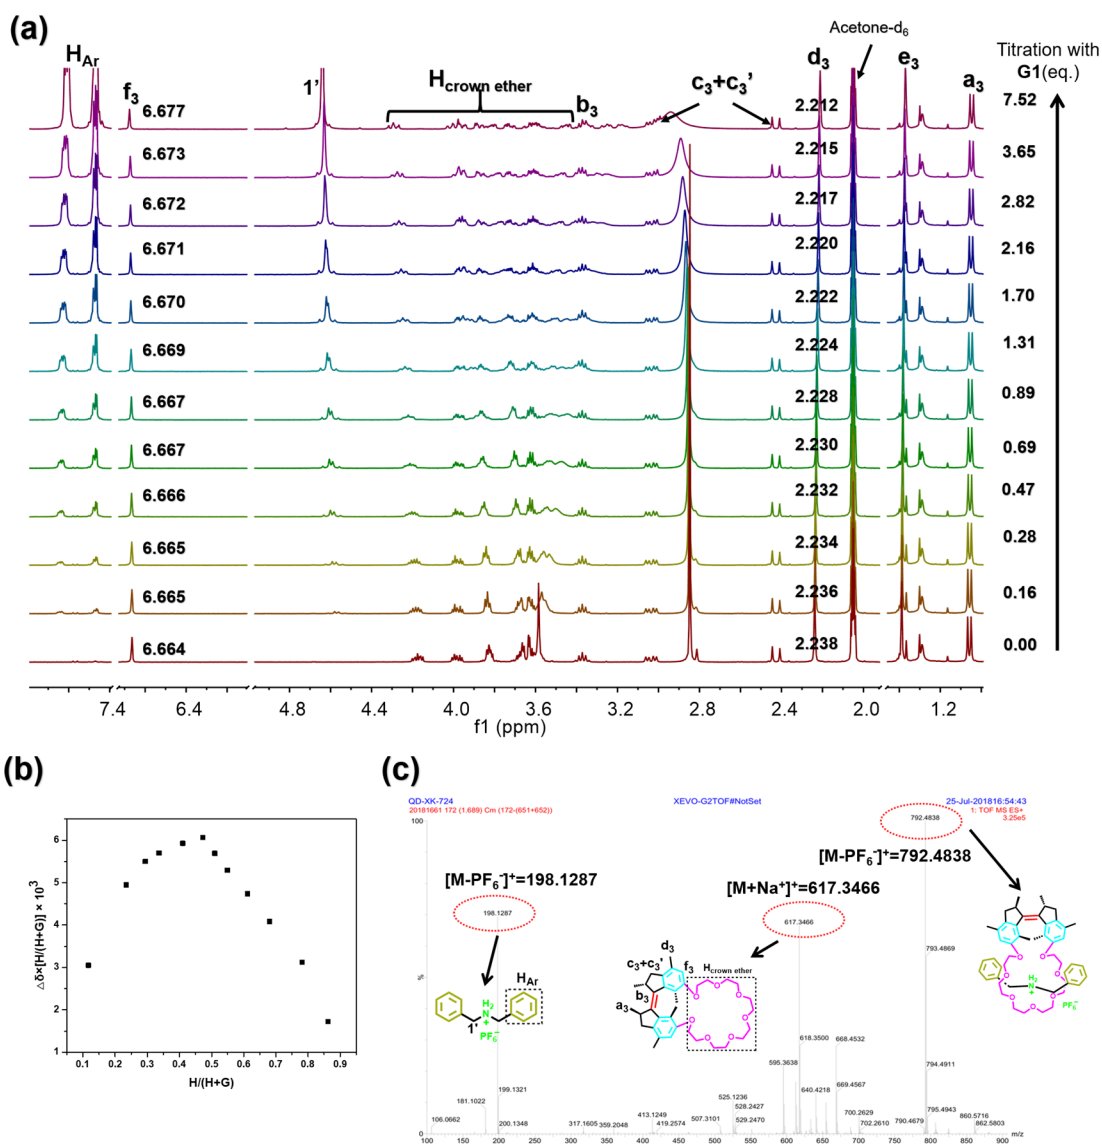 (a)
Acetone-d6
HAr
f3
1'
Hcrown ether
b3
c3+c3'
d3
e3
a3
Titration with
G1(eq.)
6.677 2.212 7.52
6.673 2.215 3.65
6.672 2.217 2.82
6.671 2.220 2.16
6.670 2.222 1.70
6.669 2.224 1.31
6.667 2.228 0.89
6.667 2.230 0.69
6.666 2.232 0.47
6.665 2.234 0.28
6.665 2.236 0.16
6.664 2.238 0.00
7.4 6.4 4.8 4.4 4.0 3.6 3.2 2.8 2.4 2.0 1.2
f1 (ppm)
(b)
6
5
4
3
2
1
△δ×[H/(H+G)] × 10³
0.1 0.2 0.3 0.4 0.5 0.6 0.7 0.8 0.9
H/(H+G)
(c)
QD-XK-724 XEVO-G2TOF#NotSet 25-Jul-201816:54:43
20181661 172 (1.689) Cm (172-(651+652)) 1: TOF MS ES+
3.25e5
100
%
0
792.4838
[M-PF6⁻]⁺=792.4838
[M-PF6⁻]⁺=198.1287
[M+Na⁺]⁺=617.3466
198.1287
617.3466
793.4869
d3
c3+c3'
f3
Hcrown ether
b3
a3
O O O O O O O O
HAr
H2
N
+
1'
PF6⁻
O O O O O O O O
H2
N
+
PF6⁻
618.3500 668.4532
595.3638
794.4911
199.1321
640.4218 669.4567
181.1022
525.1236
528.2427
795.4943
106.0662
200.1348
317.1605
359.2048
413.1249
419.2574
507.3101
529.2470
700.2629
702.2610
790.4679
860.5716
862.5803
100 150 200 250 300 350 400 450 500 550 600 650 700 750 800 850 900
m/z